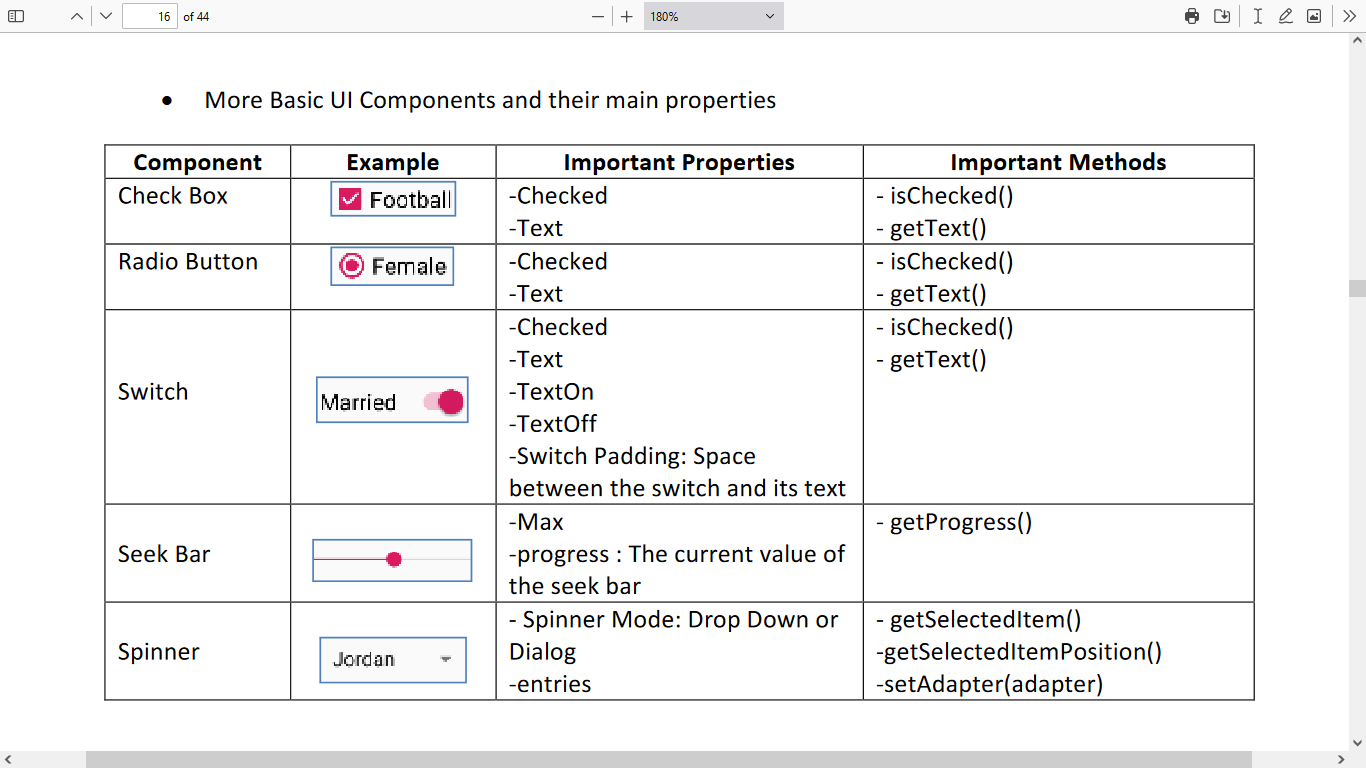 16 of 44 180%
• More Basic UI Components and their main properties
Component Example Important Properties Important Methods
Check Box Football -Checked - isChecked()
-Text - getText()
Radio Button Female -Checked - isChecked()
-Text - getText()
-Checked - isChecked()
-Text - getText()
Switch Married -TextOn
-TextOff
-Switch Padding: Space
between the switch and its text
-Max - getProgress()
Seek Bar -progress : The current value of
the seek bar
- Spinner Mode: Drop Down or - getSelectedItem()
Spinner Jordan Dialog -getSelectedItemPosition()
-entries -setAdapter(adapter)